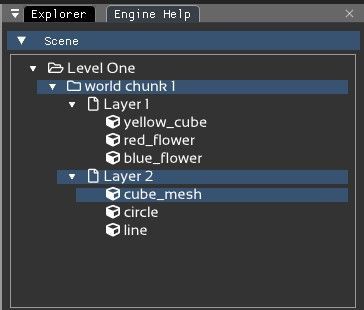 Explorer Engine Help
Scene
Level One
world chunk 1
Layer 1
yellow_cube
red_flower
blue_flower
Layer 2
cube_mesh
circle
line